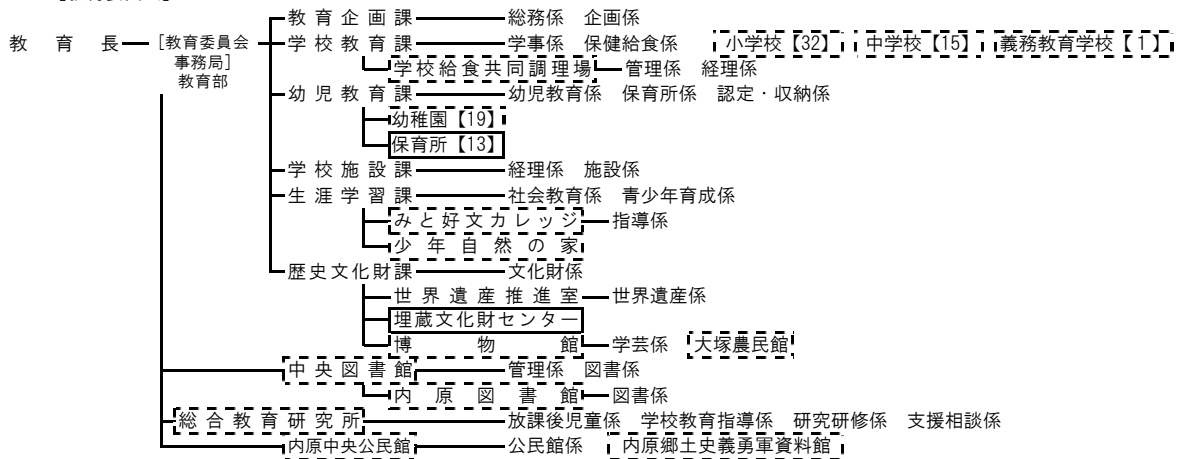 教育企画課 総務係 企画係
教育長 [教育委員会事務局]教育部 学校教育課 学事係 保健給食係 小学校【32】 中学校【15】 義務教育学校【1】
学校給食共同調理場 管理係 経理係
幼児教育課 幼児教育係 保育所係 認定・収納係
幼稚園【19】
保育所【13】
学校施設課 経理係 施設係
生涯学習課 社会教育係 青少年育成係
みと好文カレッジ 指導係
少年自然の家
歴史文化財課 文化財係
世界遺産推進室 世界遺産係
埋蔵文化財センター
博物館 学芸係 大塚農民館
中央図書館 管理係 図書係
内原図書館 図書係
総合教育研究所 放課後児童係 学校教育指導係 研究研修係 支援相談係
内原中央公民館 公民館係 内原郷土史義勇軍資料館